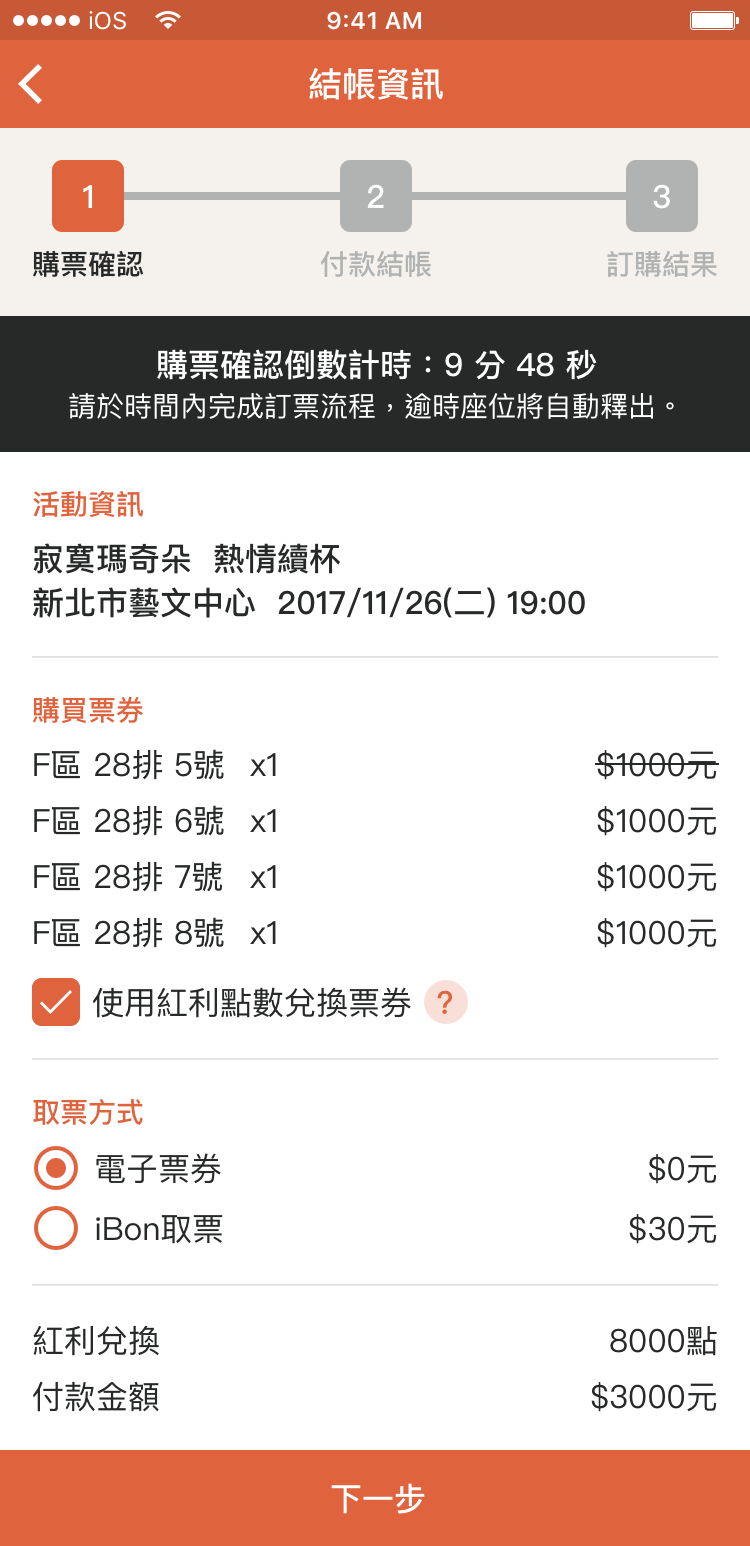 iOS 9:41 AM
結帳資訊
1 2 3
購票確認 付款結帳 訂購結果
購票確認倒數計時：9 分 48 秒
請於時間內完成訂票流程，逾時座位將自動釋出。
活動資訊
寂寞瑪奇朵 熱情續杯
新北市藝文中心 2017/11/26(二) 19:00
購買票券
F區 28排 5號 x1 $1000元
F區 28排 6號 x1 $1000元
F區 28排 7號 x1 $1000元
F區 28排 8號 x1 $1000元
使用紅利點數兌換票券 ?
取票方式
電子票券 $0元
iBon取票 $30元
紅利兌換 8000點
付款金額 $3000元
下一步